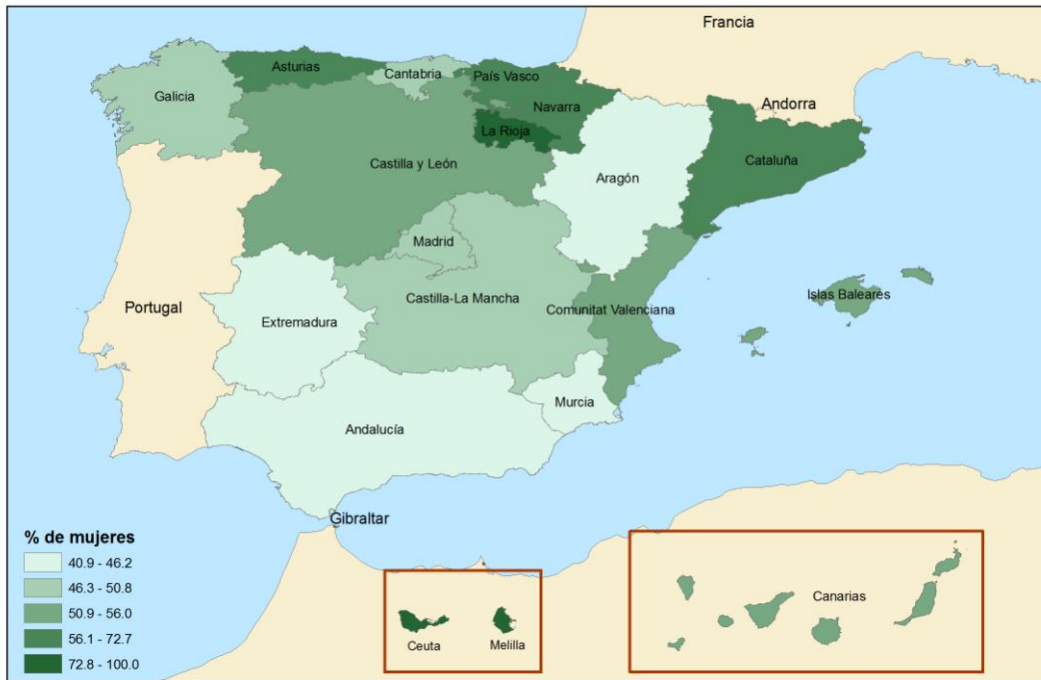 Francia
Asturias
Cantabria
País Vasco
Galicia
Navarra
Andorra
La Rioja
Castilla y León
Cataluña
Aragón
Madrid
Portugal
Castilla-La Mancha
Islas Baleares
Comunitat Valenciana
Extremadura
Murcia
Andalucía
Gibraltar
% de mujeres
40.9 - 46.2
46.3 - 50.8
50.9 - 56.0
56.1 - 72.7
72.8 - 100.0
Ceuta
Melilla
Canarias